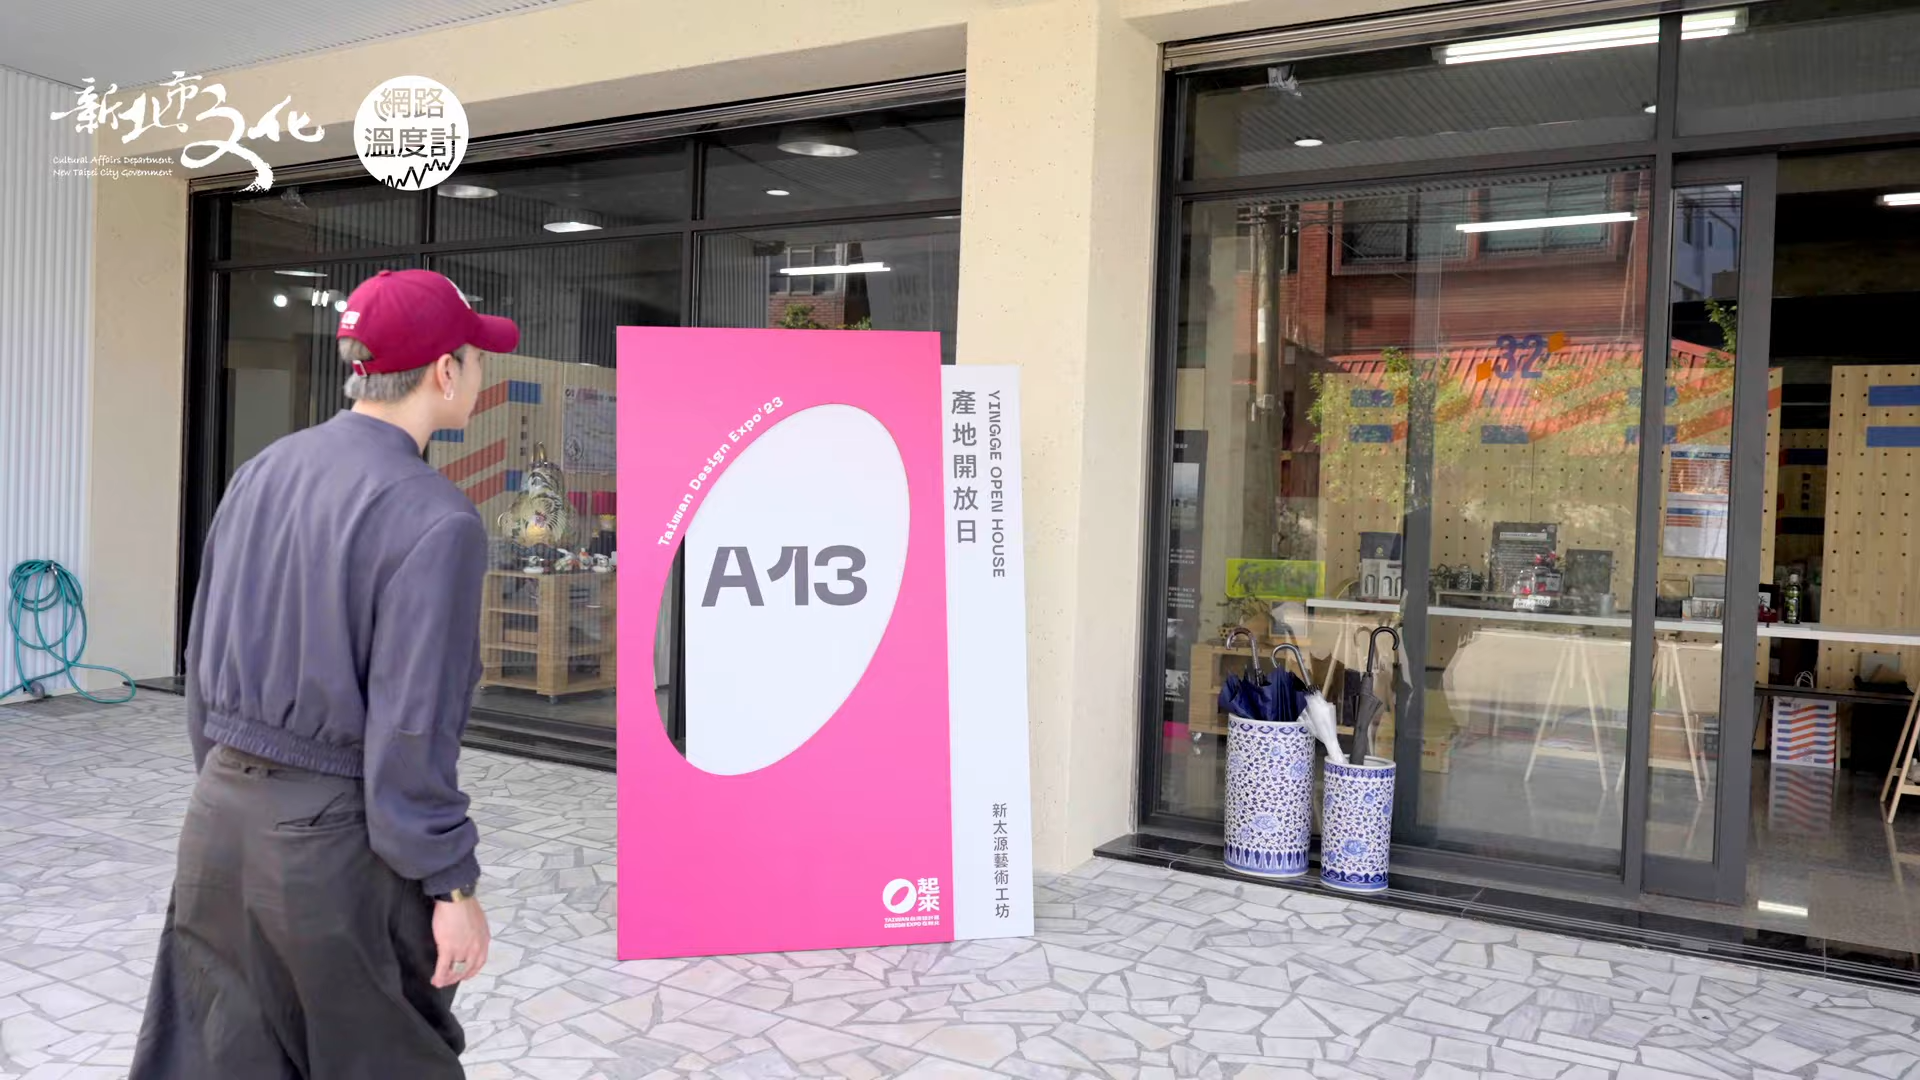 新北市文化
Cultural Affairs Department,
New Taipei City Government
網路
溫度計
Taiwan Design Expo'23
A13
產地開放日
YINGGE OPEN HOUSE
新太源藝術工坊
起來
32